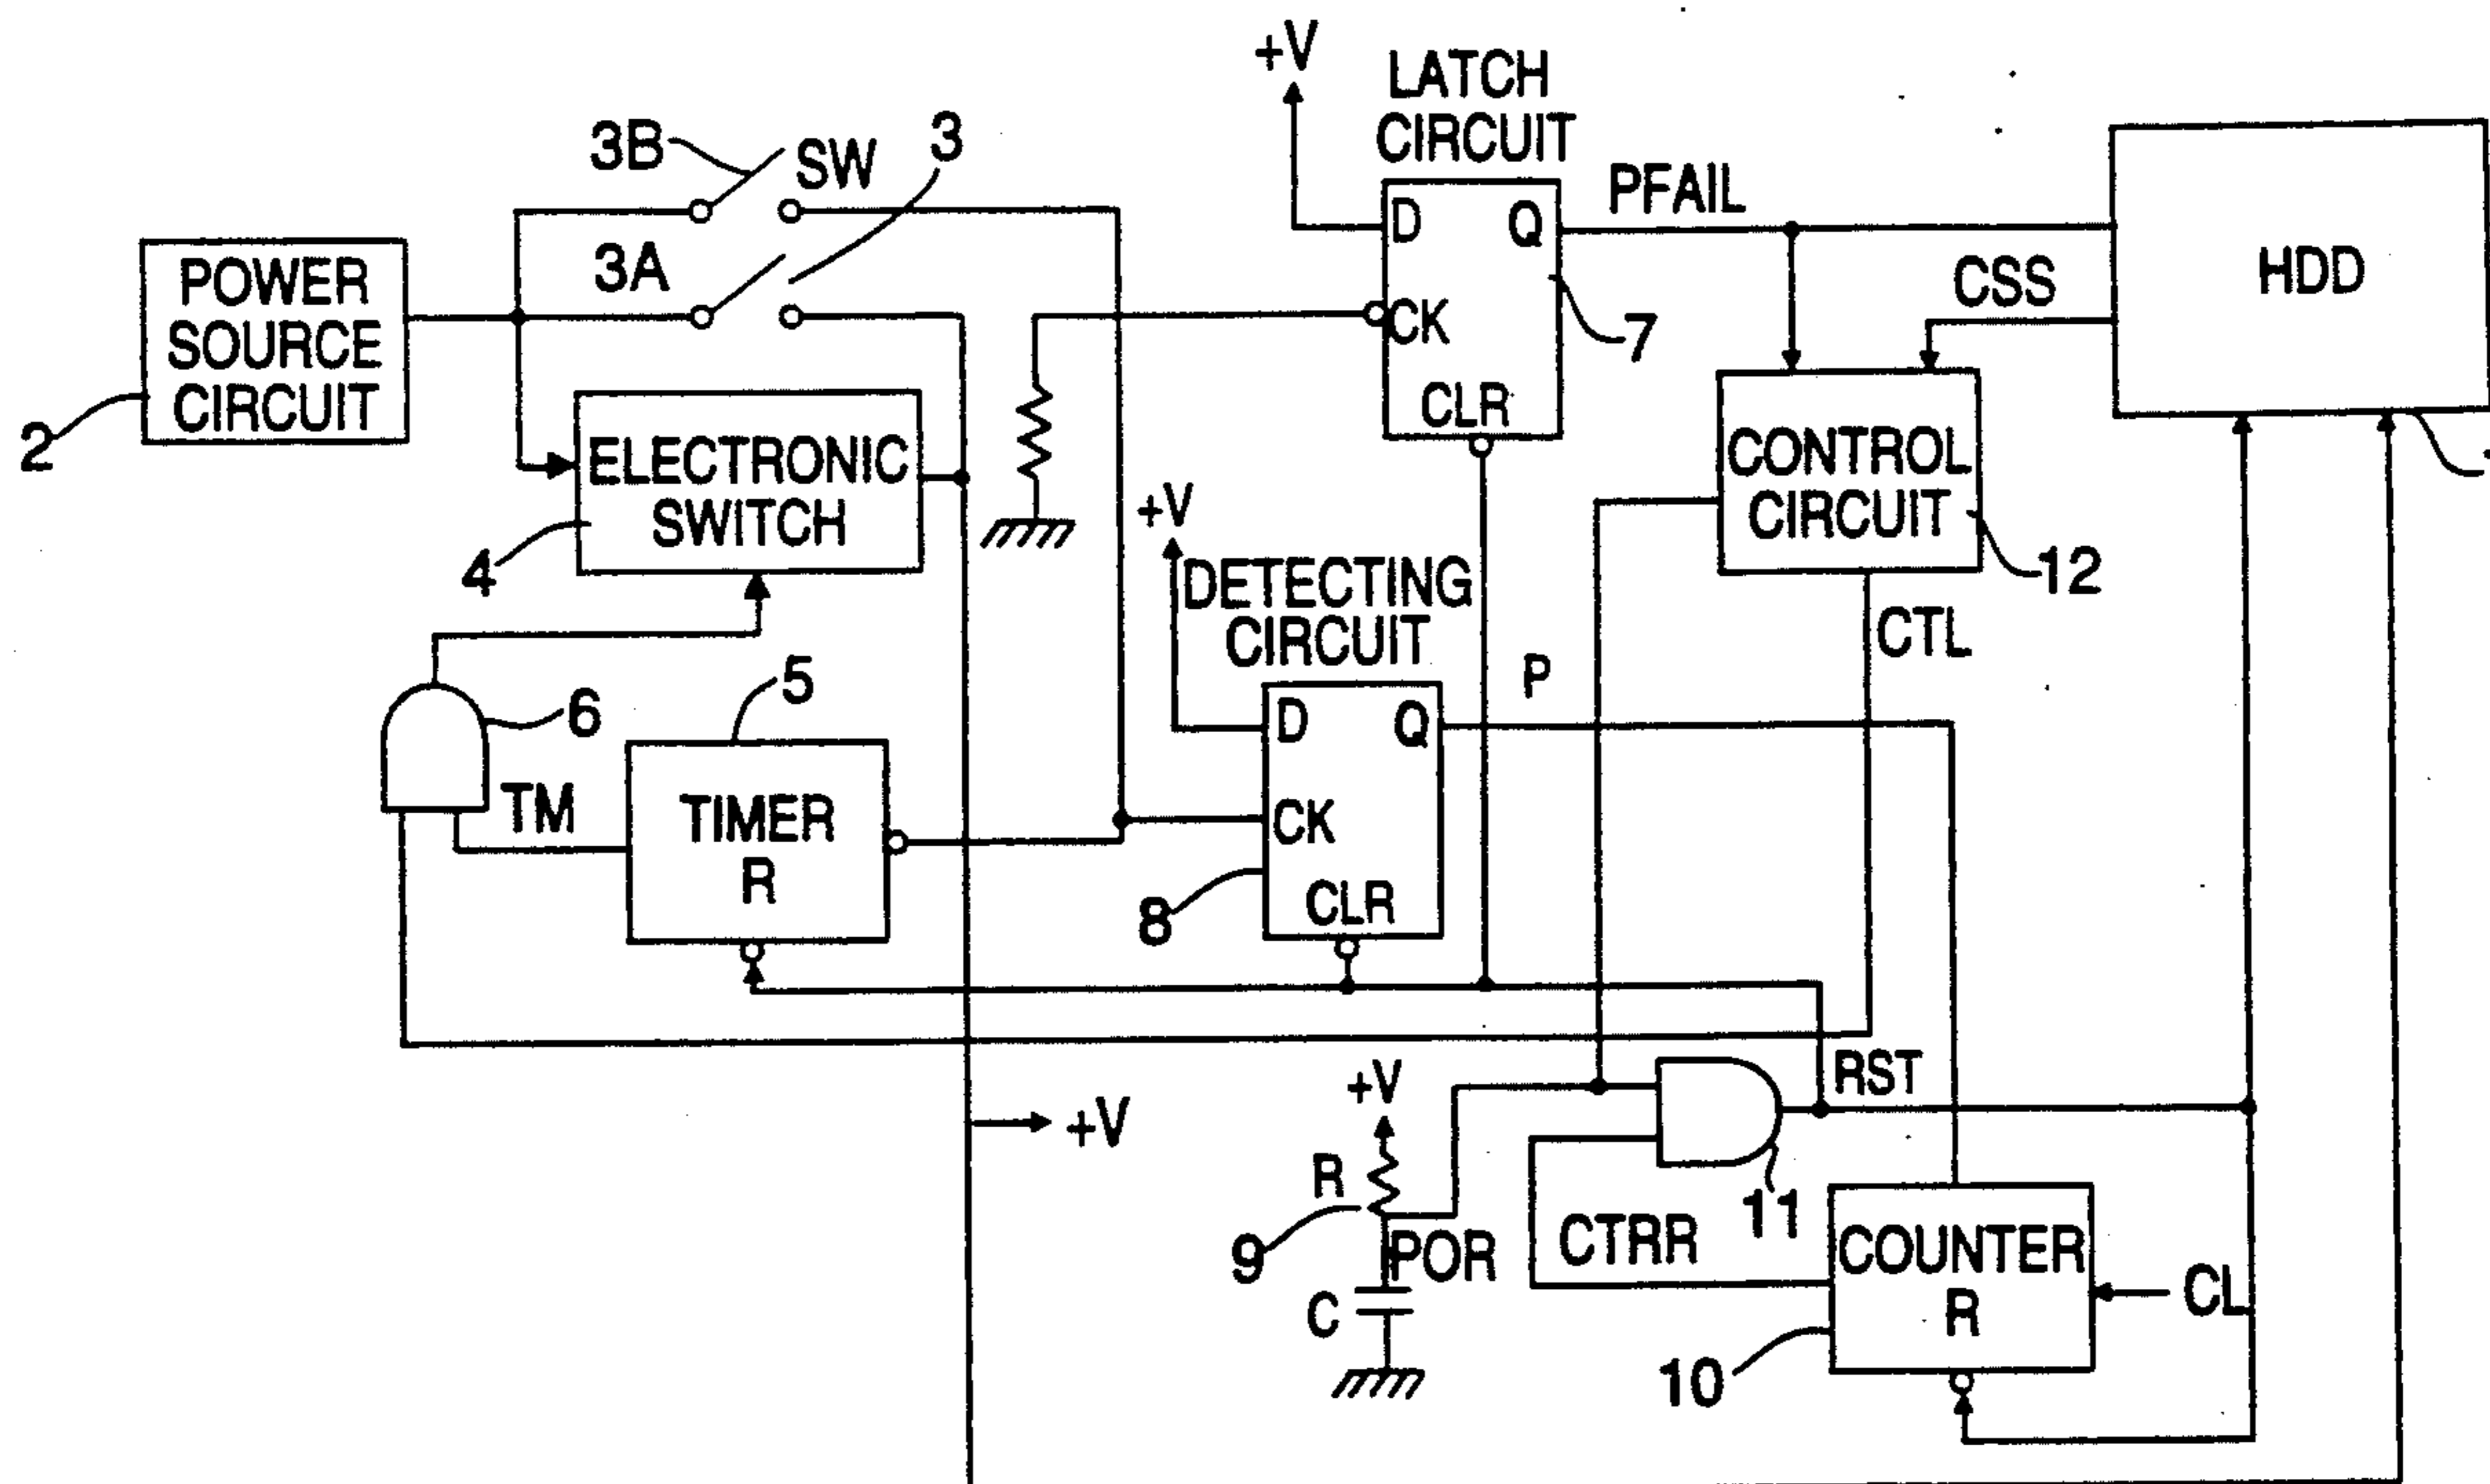 +V
LATCH
CIRCUIT
3B
SW
3
D
Q
PFAIL
HDD
POWER
SOURCE
CIRCUIT
3A
CSS
CK
7
2
CLR
ELECTRONIC
SWITCH
4
CONTROL
CIRCUIT
12
+V
DETECTING
CIRCUIT
CTL
P
5
6
D
Q
TM
TIMER
R
CK
8
CLR
+V
+V
RST
R
9
POR
C
CTRR
11
COUNTER
R
CL
10